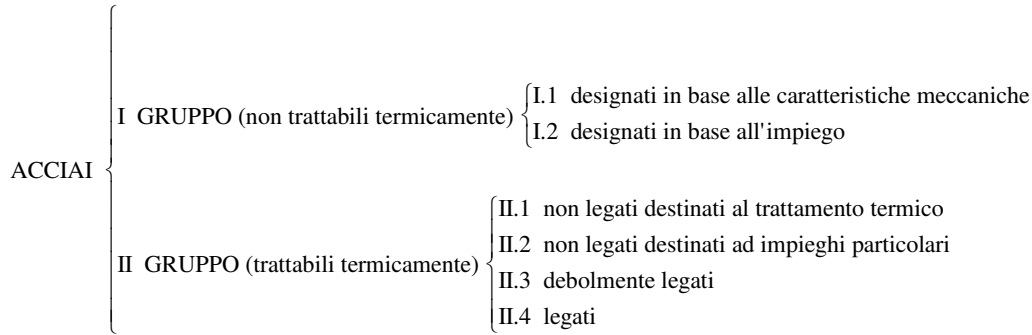 ACCIAI
I GRUPPO (non trattabili termicamente)
I.1 designati in base alle caratteristiche meccaniche
I.2 designati in base all'impiego
II GRUPPO (trattabili termicamente)
II.1 non legati destinati al trattamento termico
II.2 non legati destinati ad impieghi particolari
II.3 debolmente legati
II.4 legati